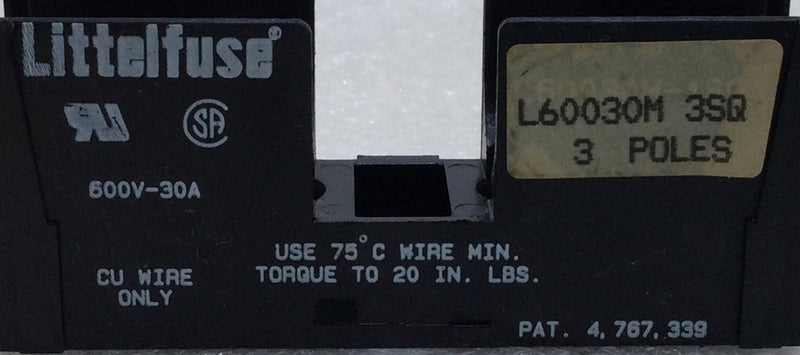 Littelfuse®
L60030M 3SQ
3 POLES
SA
600V-30A
USE 75°C WIRE MIN.
TORQUE TO 20 IN. LBS.
CU WIRE
ONLY
PAT. 4,767,339